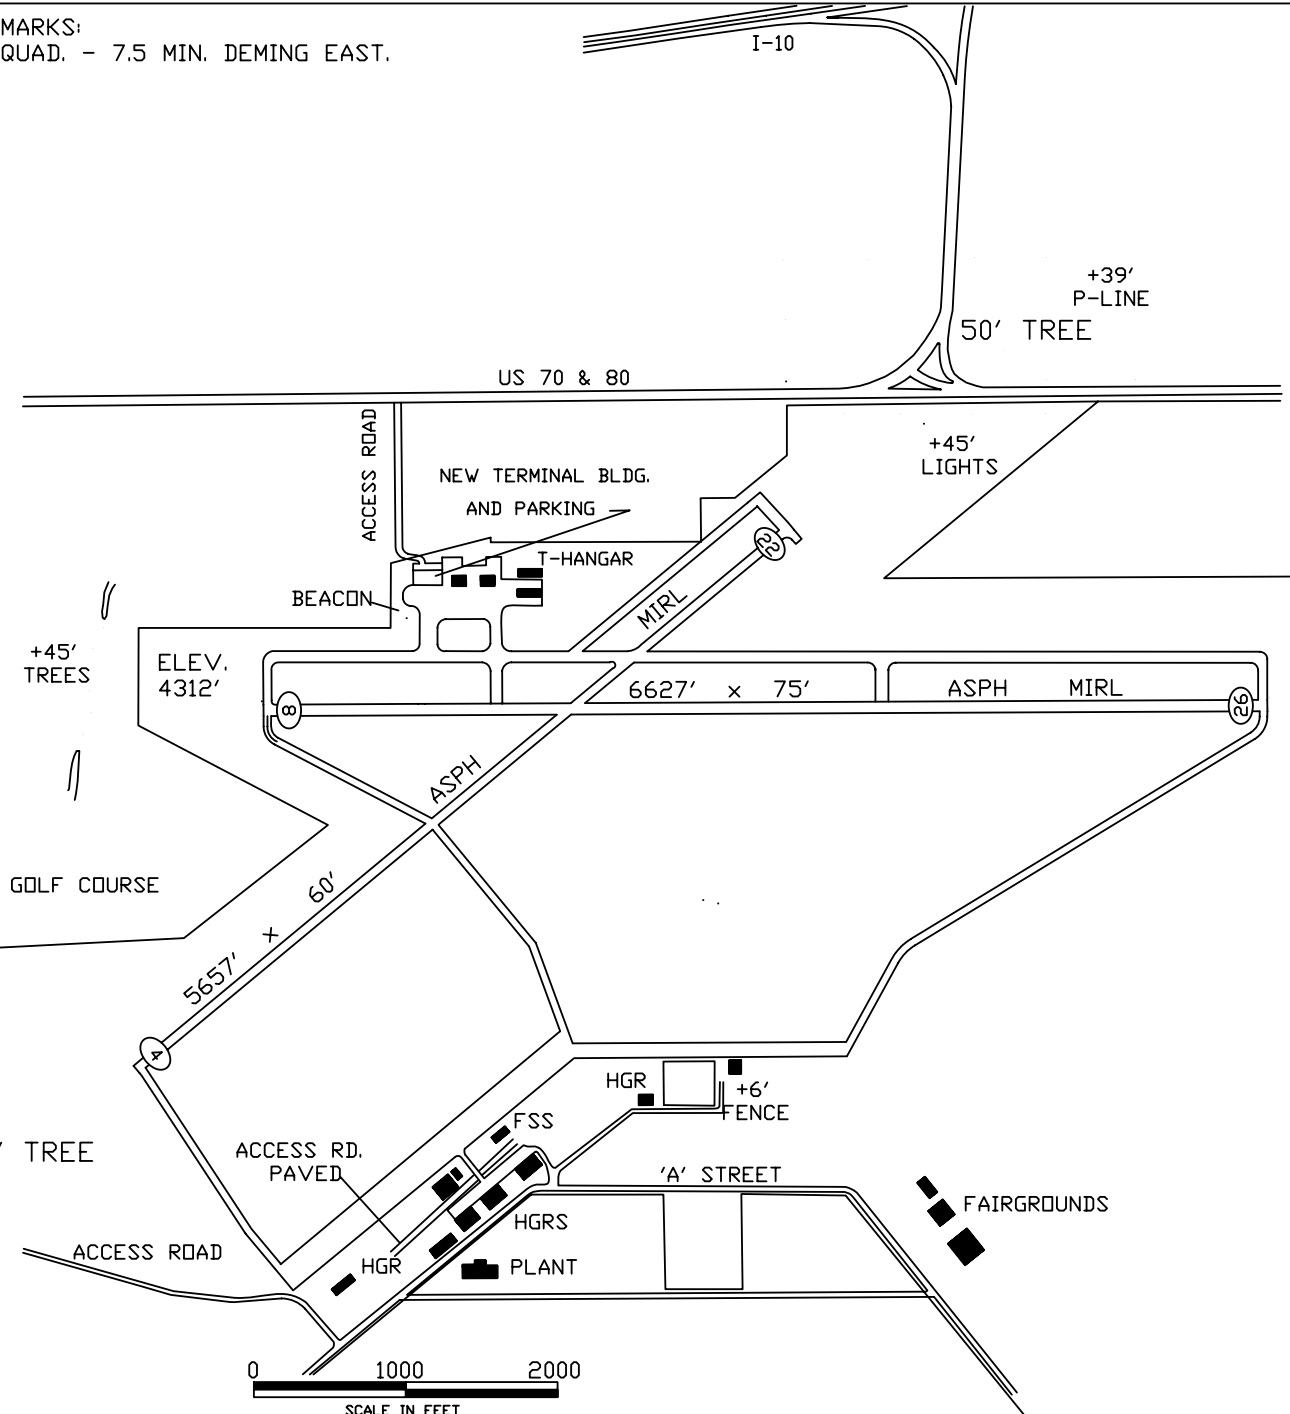 MARKS:
QUAD. - 7.5 MIN. DEMING EAST.
I-10
+39'
P-LINE
50' TREE
US 70 & 80
ACCESS ROAD
+45'
LIGHTS
NEW TERMINAL BLDG.
AND PARKING
22
T-HANGAR
BEACON
MIRL
+45'
TREES
ELEV.
4312'
6627' x 75'
ASPH MIRL
8
26
ASPH
GOLF COURSE
60'
x
5657'
4
HGR
+6'
FENCE
FSS
' TREE
ACCESS RD.
PAVED
'A' STREET
FAIRGROUNDS
HGRS
ACCESS ROAD
HGR
PLANT
0 1000 2000
SCALE IN FEET